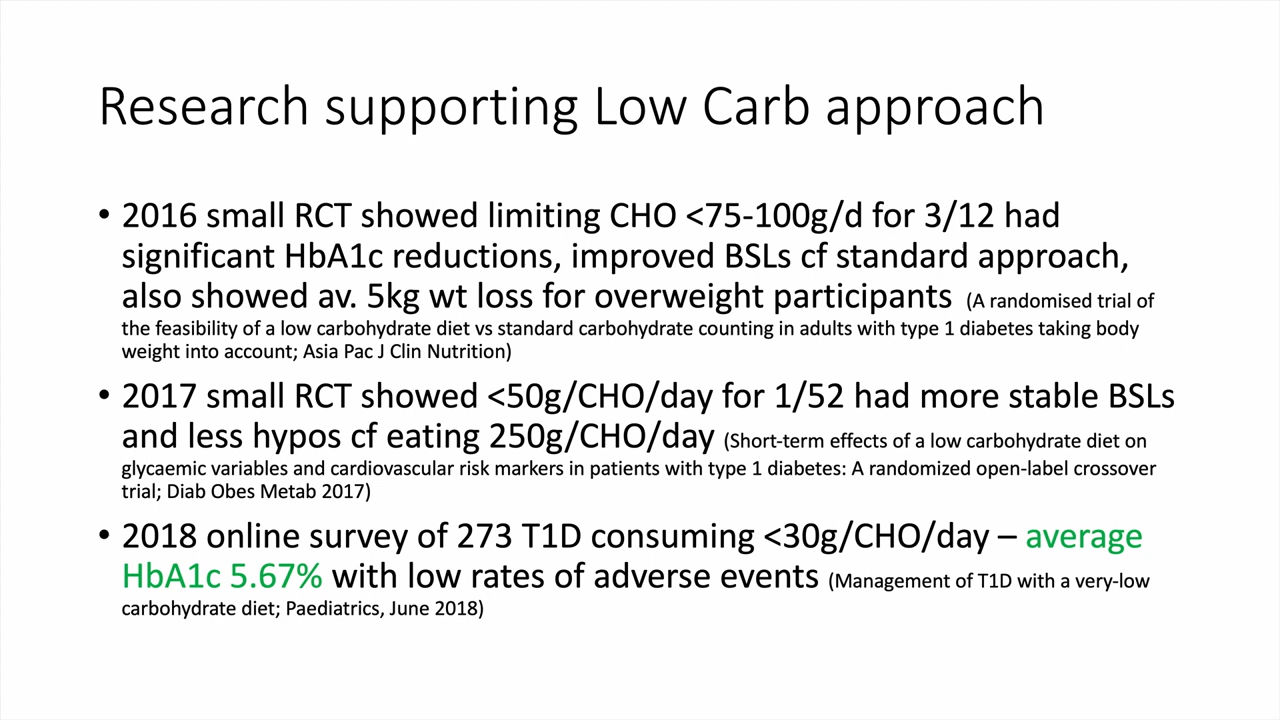 Research supporting Low Carb approach
• 2016 small RCT showed limiting CHO <75-100g/d for 3/12 had
significant HbA1c reductions, improved BSLs cf standard approach,
also showed av. 5kg wt loss for overweight participants (A randomised trial of
the feasibility of a low carbohydrate diet vs standard carbohydrate counting in adults with type 1 diabetes taking body
weight into account; Asia Pac J Clin Nutrition)
• 2017 small RCT showed <50g/CHO/day for 1/52 had more stable BSLs
and less hypos cf eating 250g/CHO/day (Short-term effects of a low carbohydrate diet on
glycaemic variables and cardiovascular risk markers in patients with type 1 diabetes: A randomized open-label crossover
trial; Diab Obes Metab 2017)
• 2018 online survey of 273 T1D consuming <30g/CHO/day – average
HbA1c 5.67% with low rates of adverse events (Management of T1D with a very-low
carbohydrate diet; Paediatrics, June 2018)